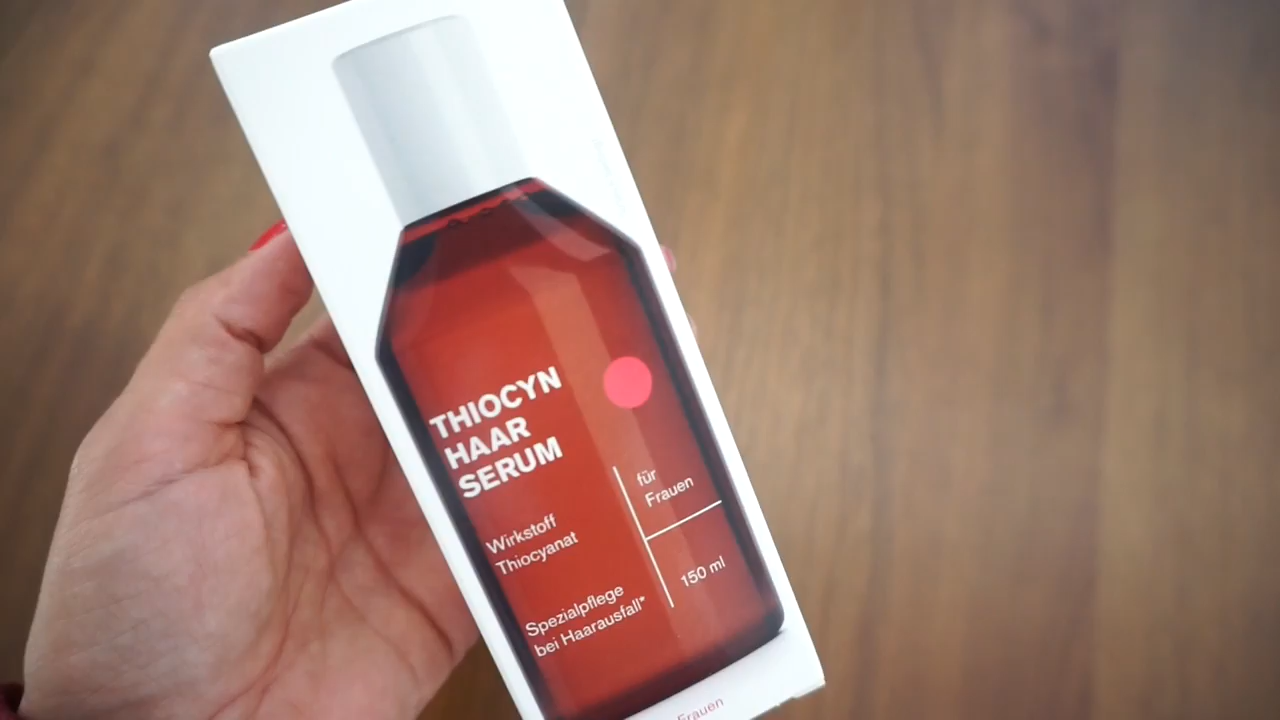 THIOCYN
HAAR
SERUM
Wirkstoff
Thiocyanat
Spezialpflege
bei Haarausfall*
für
Frauen
150 ml
Frauen